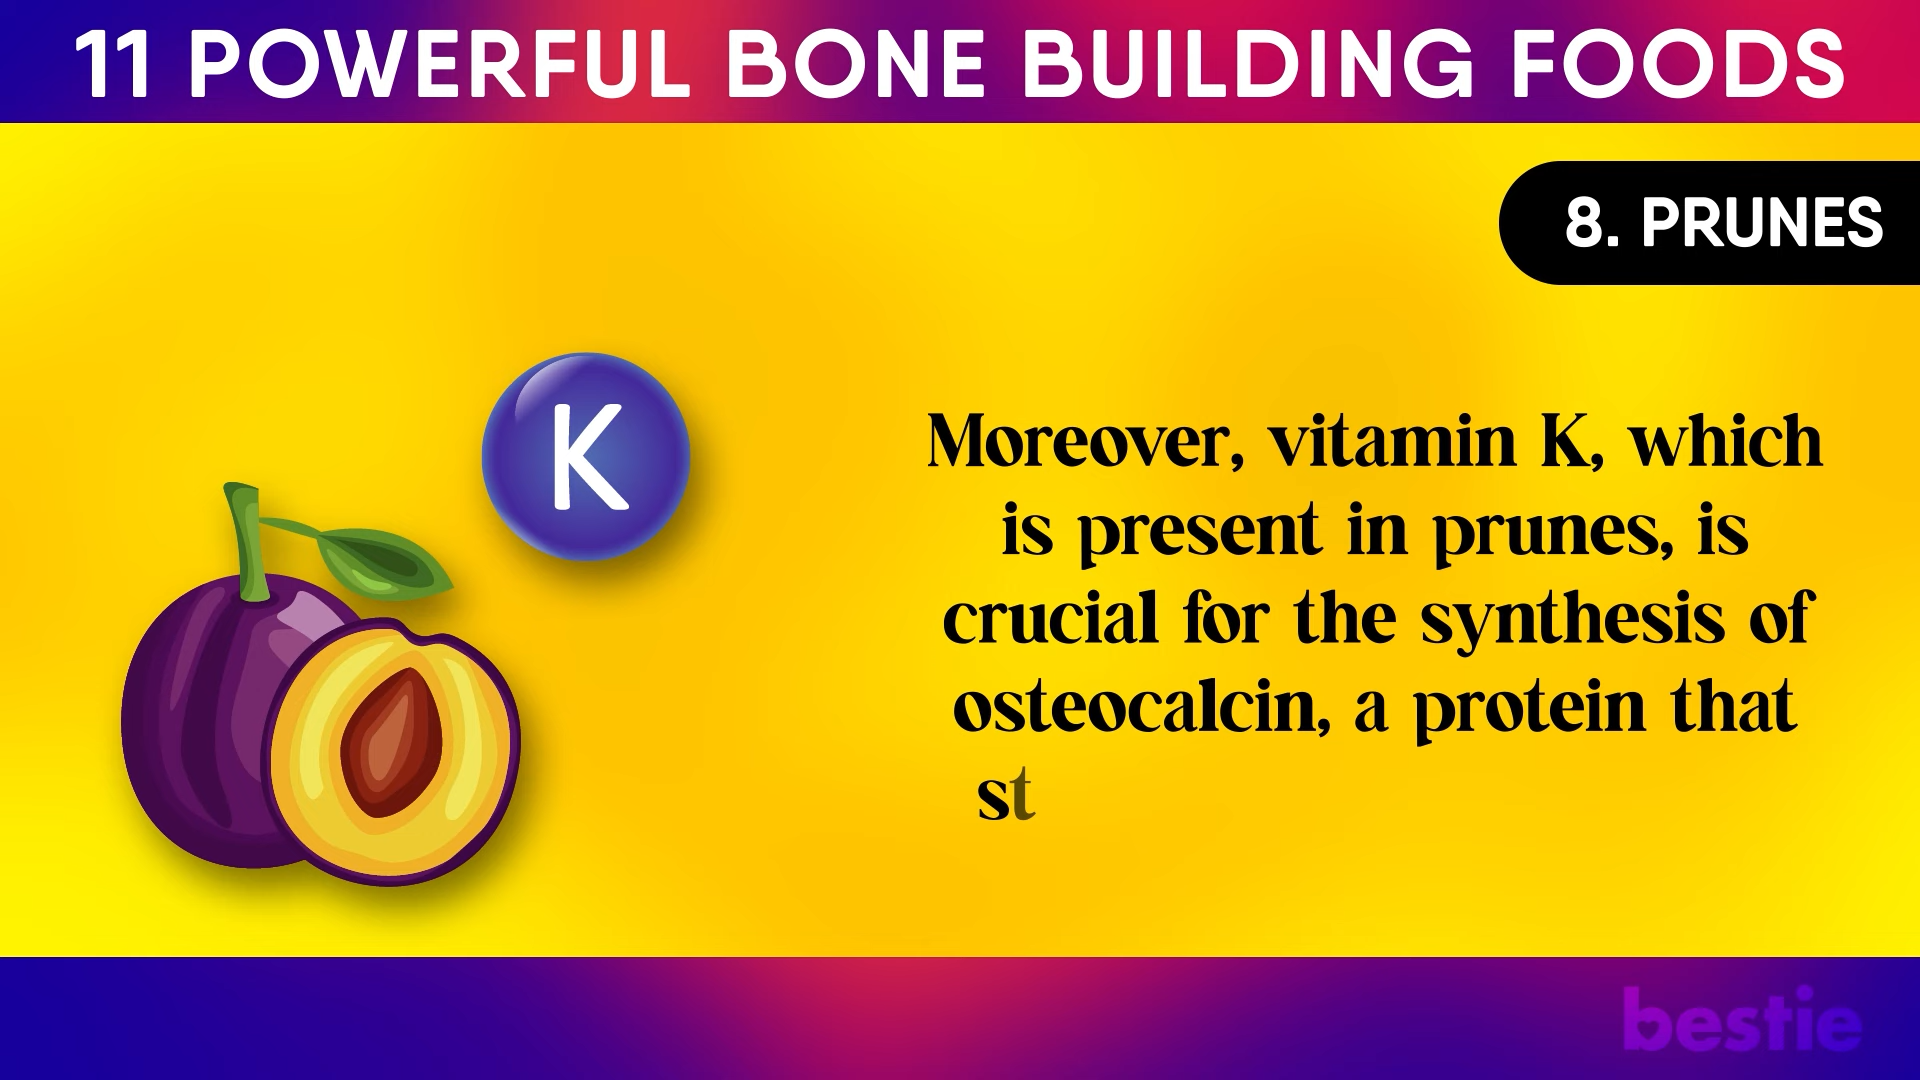 11 POWERFUL BONE BUILDING FOODS
8. PRUNES
K
Moreover, vitamin K, which
is present in prunes, is
crucial for the synthesis of
osteocalcin, a protein that
st
bestie